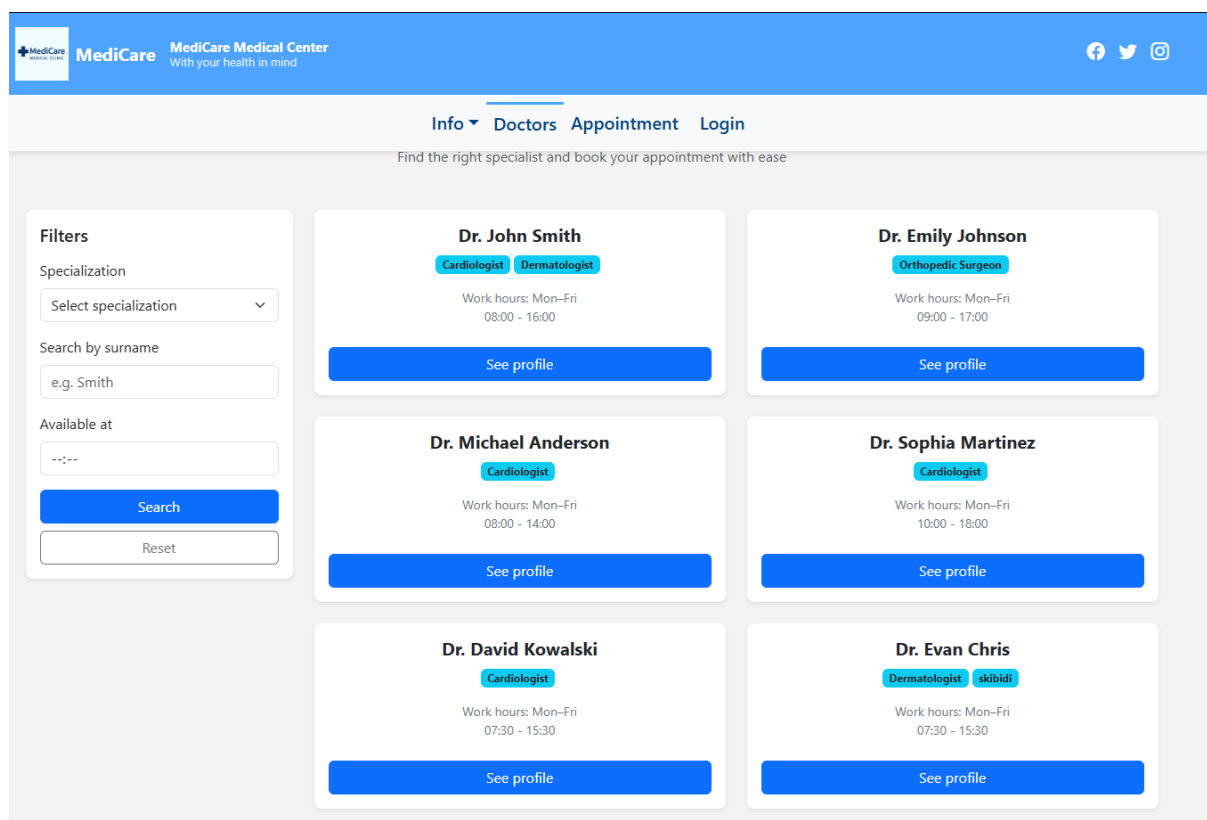 MediCare
MEDICAL CLINIC
MediCare
MediCare Medical Center
With your health in mind
Info
Doctors
Appointment
Login
Find the right specialist and book your appointment with ease
Filters
Specialization
Select specialization
Search by surname
e.g. Smith
Available at
--:--
Search
Reset
Dr. John Smith
Cardiologist Dermatologist
Work hours: Mon–Fri
08:00 - 16:00
See profile
Dr. Emily Johnson
Orthopedic Surgeon
Work hours: Mon–Fri
09:00 - 17:00
See profile
Dr. Michael Anderson
Cardiologist
Work hours: Mon–Fri
08:00 - 14:00
See profile
Dr. Sophia Martinez
Cardiologist
Work hours: Mon–Fri
10:00 - 18:00
See profile
Dr. David Kowalski
Cardiologist
Work hours: Mon–Fri
07:30 - 15:30
See profile
Dr. Evan Chris
Dermatologist skibidi
Work hours: Mon–Fri
07:30 - 15:30
See profile